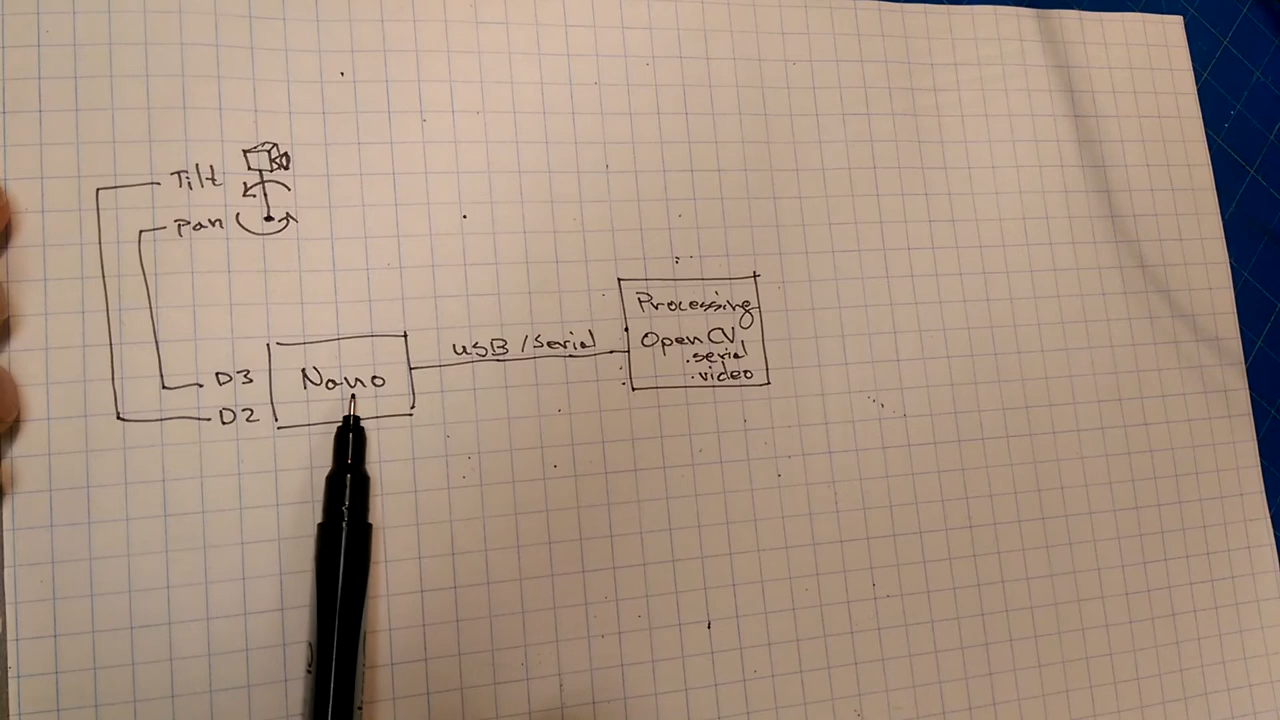 Tilt
Pan
D3
D2
Nano
USB/Serial
Processing
OpenCV
.serial
.video